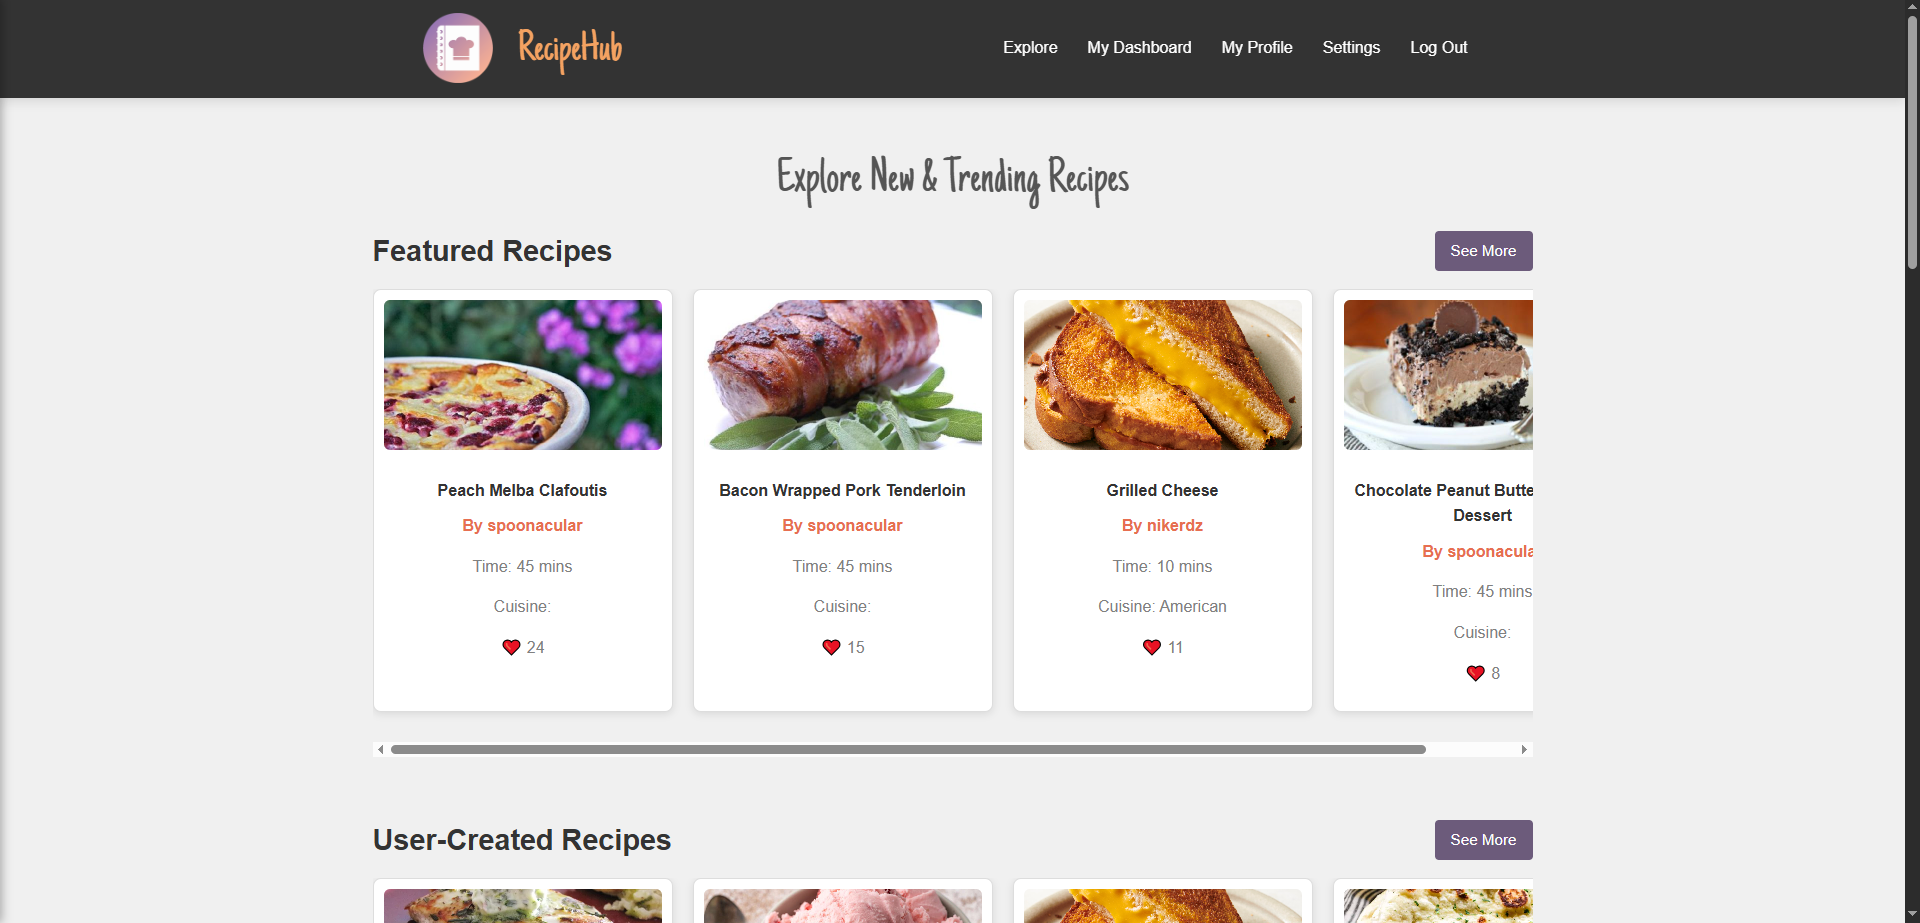 RecipeHub
Explore
My Dashboard
My Profile
Settings
Log Out
Explore New & Trending Recipes
Featured Recipes
See More
Peach Melba Clafoutis
By spoonacular
Time: 45 mins
Cuisine:
24
Bacon Wrapped Pork Tenderloin
By spoonacular
Time: 45 mins
Cuisine:
15
Grilled Cheese
By nikerdz
Time: 10 mins
Cuisine: American
11
Chocolate Peanut Butte
Dessert
By spoonacula
Time: 45 mins
Cuisine:
8
User-Created Recipes
See More